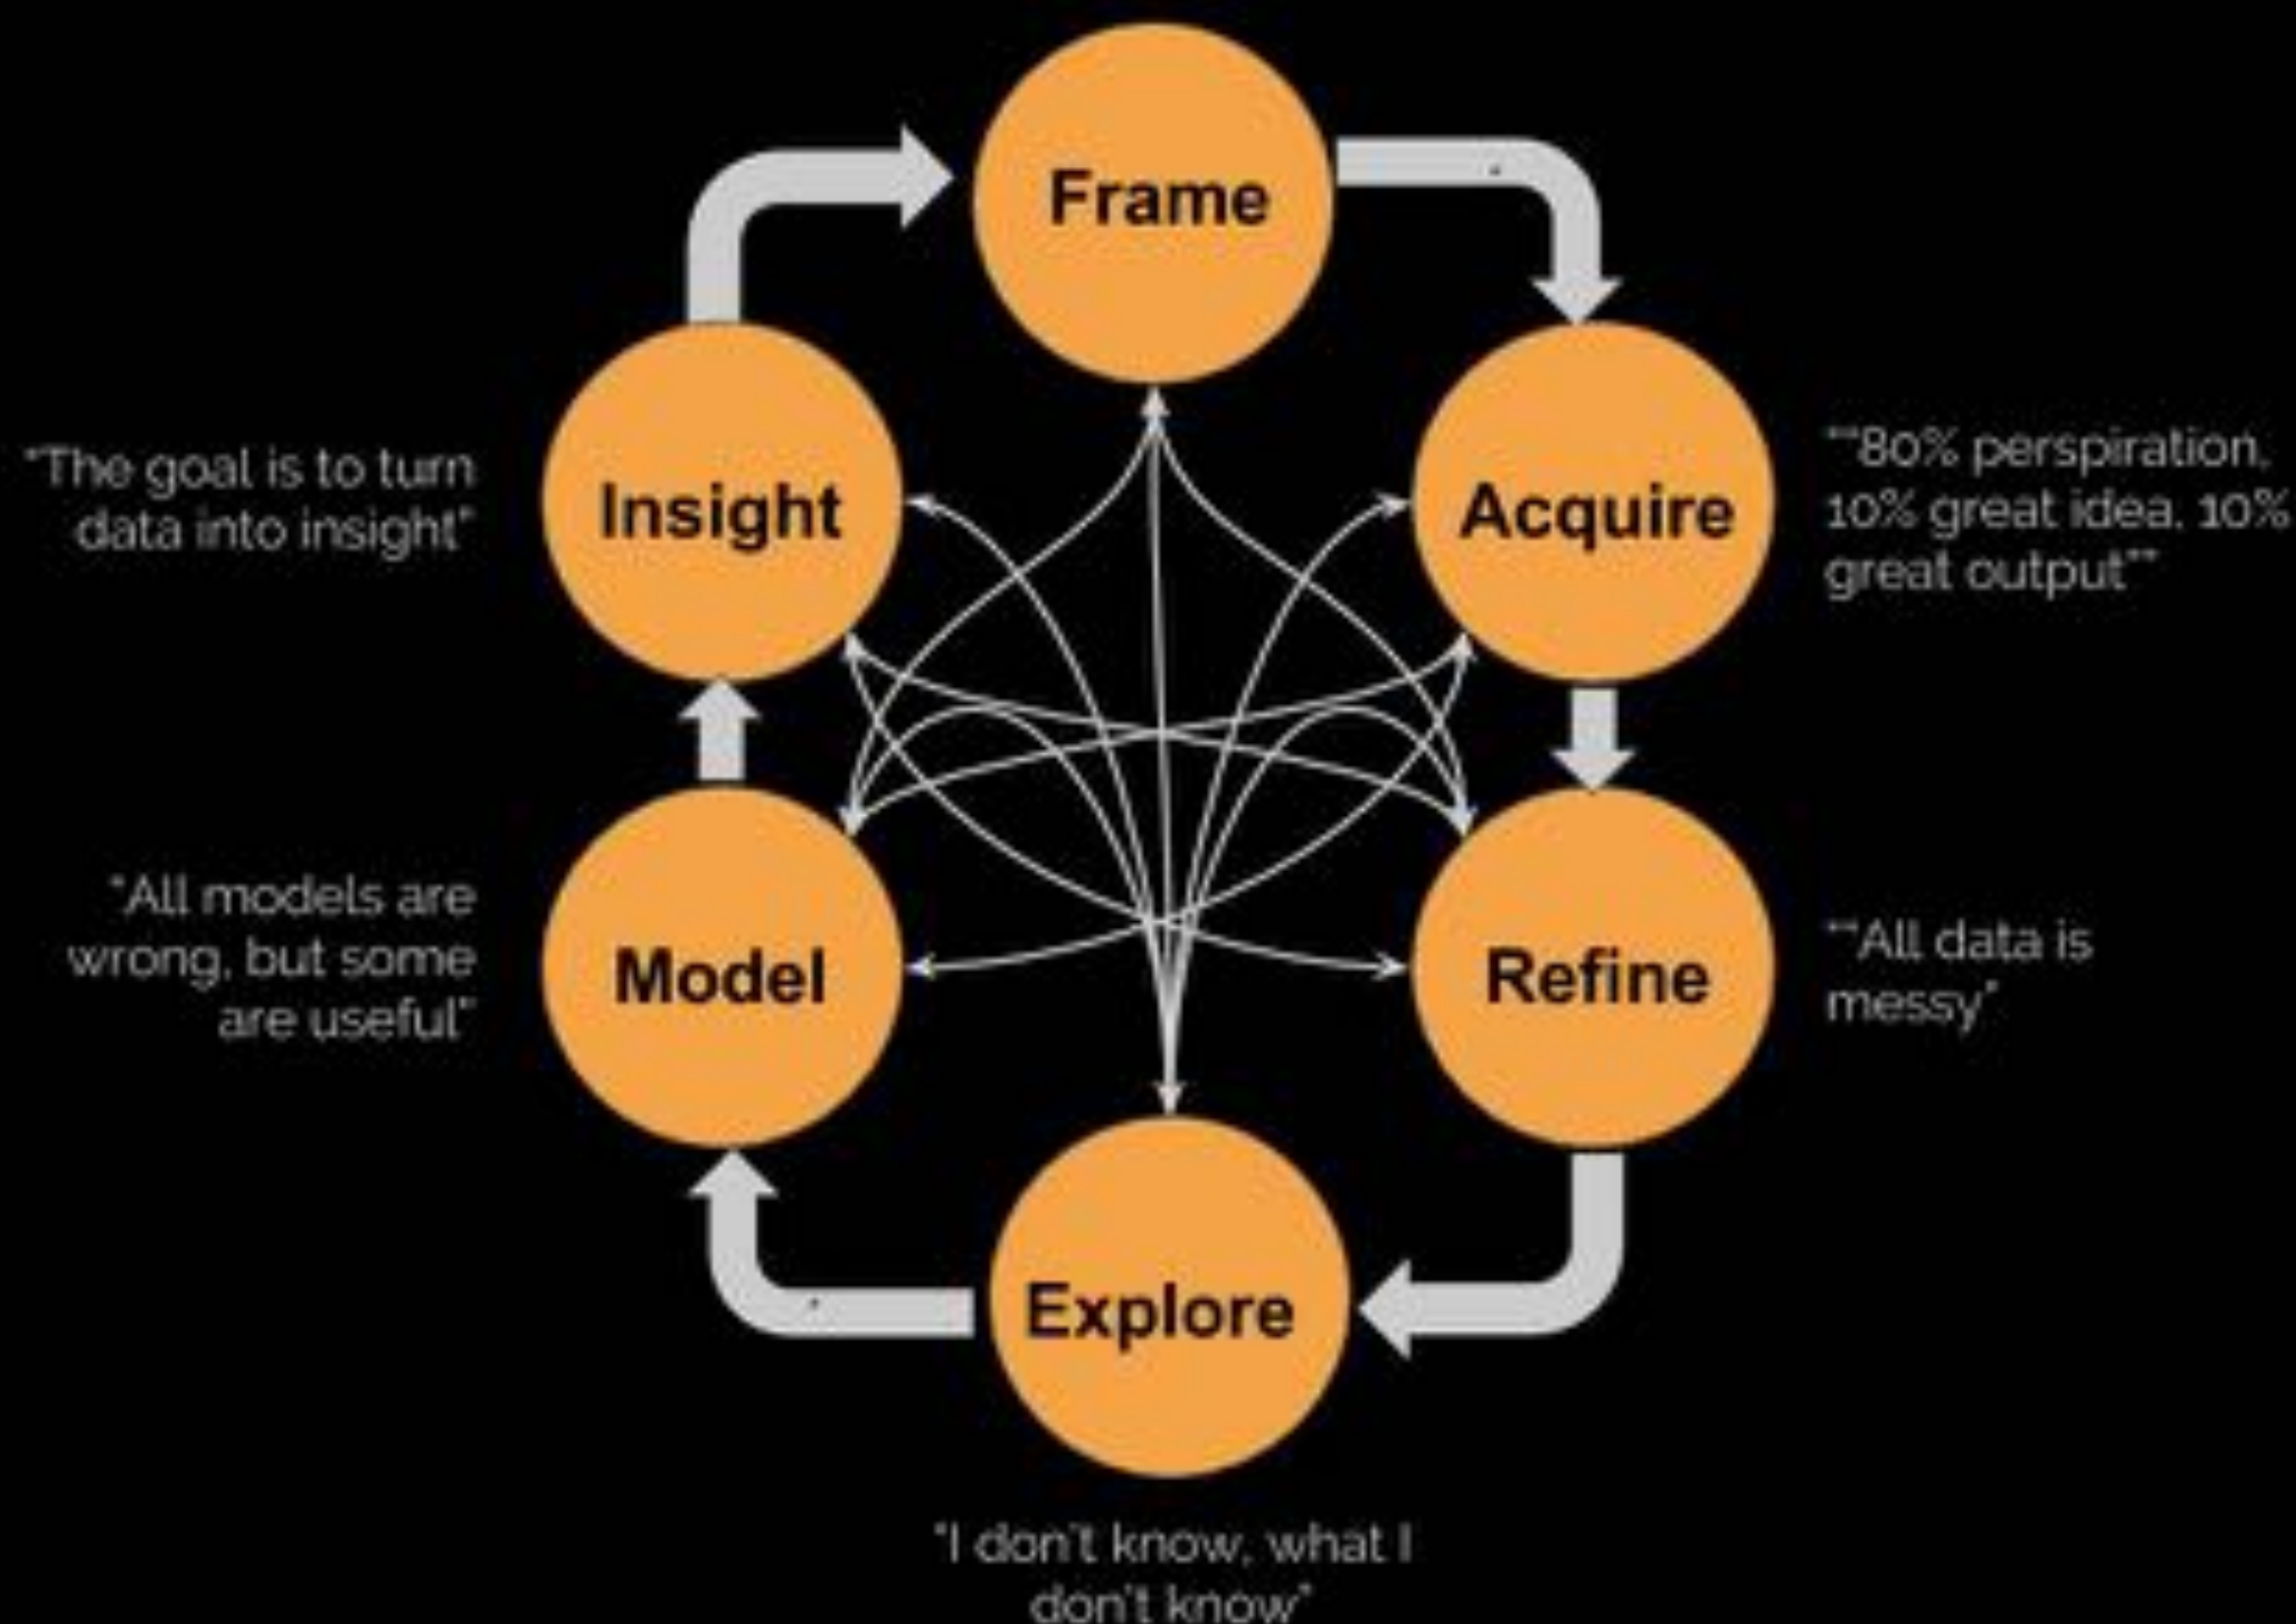 Frame
Insight
Acquire
"The goal is to turn
data into insight"
""80% perspiration,
10% great idea, 10%
great output""
Model
Refine
"All models are
wrong, but some
are useful"
""All data is
messy"
Explore
"I don't know, what I
don't know"